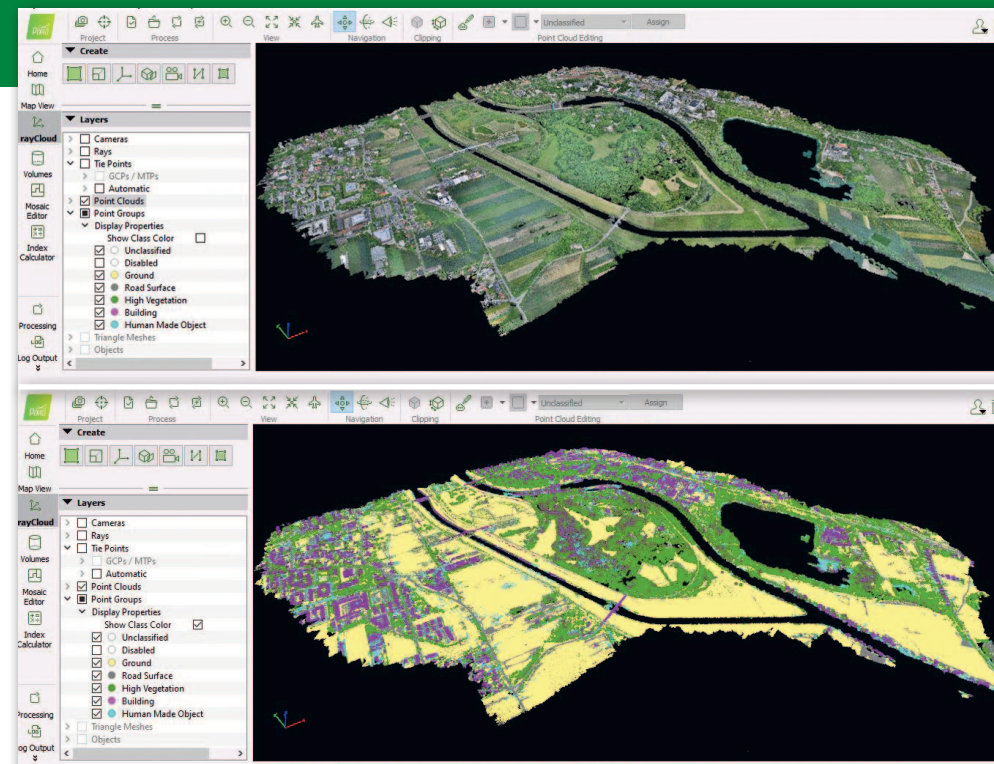 Project Process View Navigation Clipping Point Cloud Editing
Unclassified Assign
Home
Map View
rayCloud
Volumes
Mosaic
Editor
Index
Calculator
Processing
Log Output
Create
Layers
Cameras
Rays
Tie Points
GCPs / MTPs
Automatic
Point Clouds
Point Groups
Display Properties
Show Class Color
Unclassified
Disabled
Ground
Road Surface
High Vegetation
Building
Human Made Object
Triangle Meshes
Objects
Project Process View Navigation Clipping Point Cloud Editing
Unclassified Assign
Home
Map View
rayCloud
Volumes
Mosaic
Editor
Index
Calculator
Processing
og Output
Create
Layers
Cameras
Rays
Tie Points
GCPs / MTPs
Automatic
Point Clouds
Point Groups
Display Properties
Show Class Color
Unclassified
Disabled
Ground
Road Surface
High Vegetation
Building
Human Made Object
Triangle Meshes
Objects